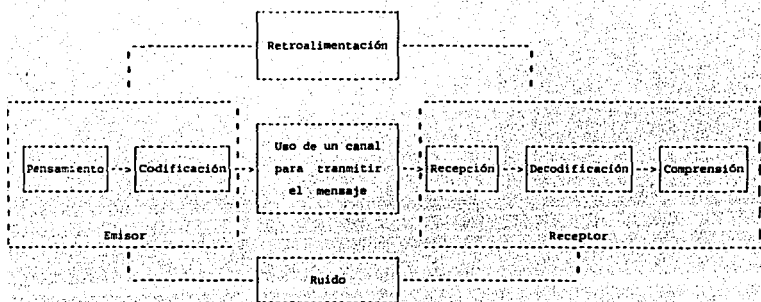 Retroalimentación
Uso de un canal
para tranmitir
el mensaje
Pensamiento
Codificación
Recepción
Decodificación
Comprensión
Emisor
Receptor
Ruido